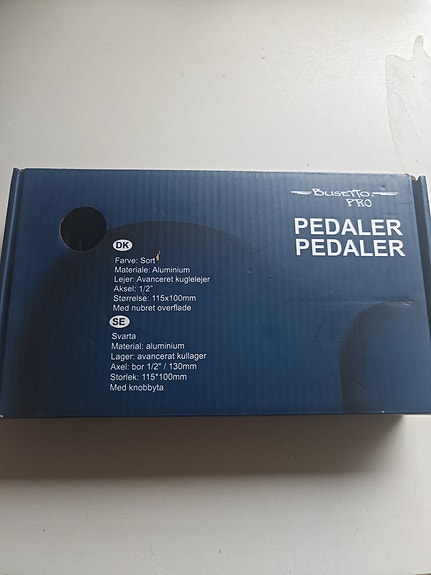 BUSETTO
PRO
PEDALER
PEDALER
DK
Farve: Sort
Materiale: Aluminium
Lejer: Avanceret kuglelejer
Aksel: 1/2"
Størrelse: 115x100mm
Med nubret overflade
SE
Svarta
Material: aluminium
Lager: avancerat kullager
Axel: bor 1/2" / 130mm
Storlek: 115*100mm
Med knobbyta